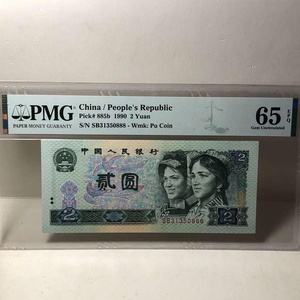 PMG
PAPER MONEY GUARANTY
China / People's Republic
Pick# 885b 1990 2 Yuan
S/N SB31350888 - Wmk: Pu Coin
65 EPQ
Gem Uncirculated
中国人民银行
2
贰圆
SB31350888
2